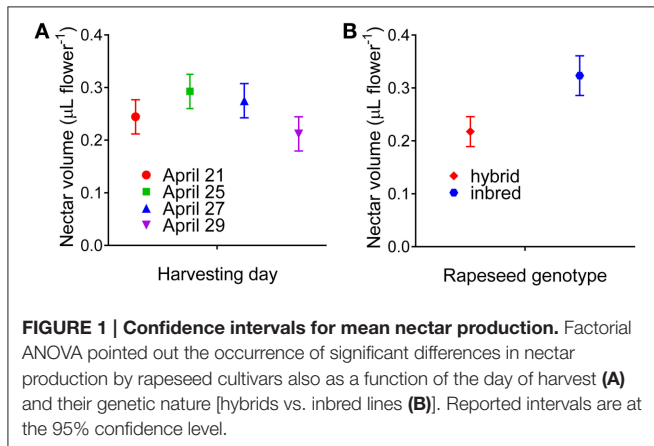 A
Nectar volume (µL flower-1)
0.4
0.3
0.2
0.1
0.0
April 21
April 25
April 27
April 29
Harvesting day
B
Nectar volume (µL flower-1)
0.4
0.3
0.2
0.1
0.0
hybrid
inbred
Rapeseed genotype
FIGURE 1 | Confidence intervals for mean nectar production. Factorial
ANOVA pointed out the occurrence of significant differences in nectar
production by rapeseed cultivars also as a function of the day of harvest (A)
and their genetic nature [hybrids vs. inbred lines (B)]. Reported intervals are at
the 95% confidence level.